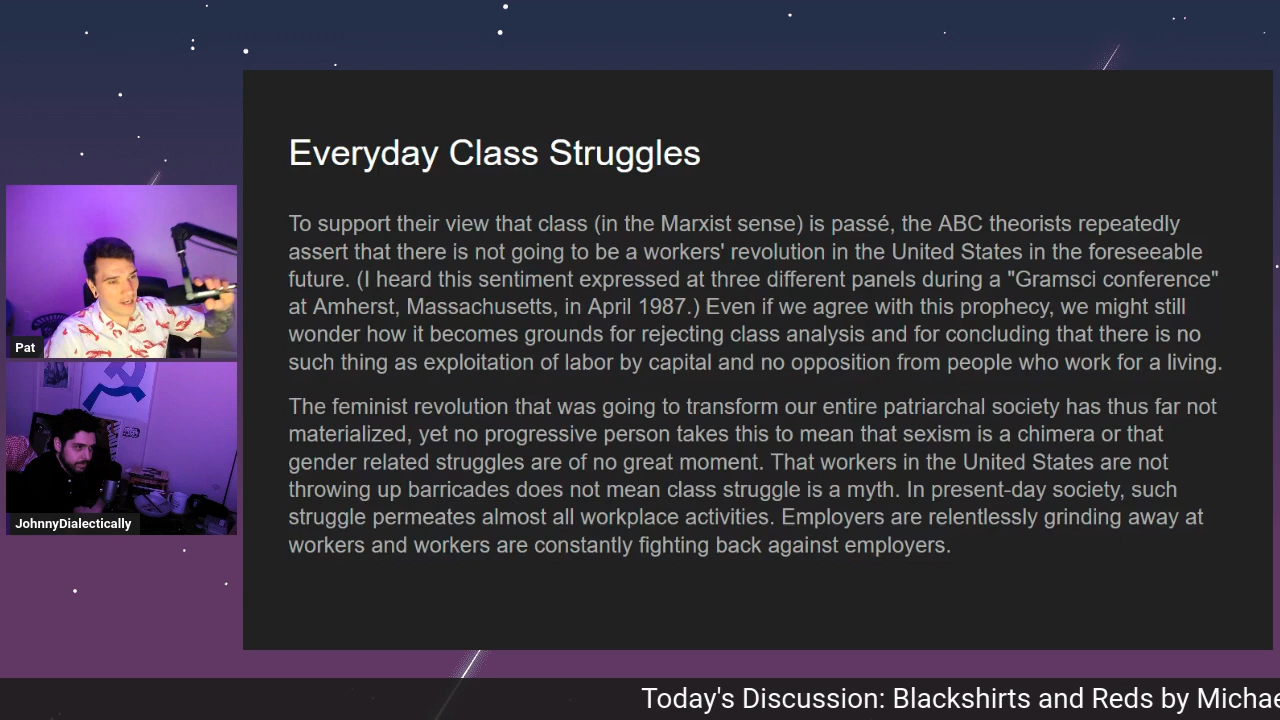 Everyday Class Struggles
To support their view that class (in the Marxist sense) is passé, the ABC theorists repeatedly
assert that there is not going to be a workers' revolution in the United States in the foreseeable
future. (I heard this sentiment expressed at three different panels during a "Gramsci conference"
at Amherst, Massachusetts, in April 1987.) Even if we agree with this prophecy, we might still
wonder how it becomes grounds for rejecting class analysis and for concluding that there is no
such thing as exploitation of labor by capital and no opposition from people who work for a living.
The feminist revolution that was going to transform our entire patriarchal society has thus far not
materialized, yet no progressive person takes this to mean that sexism is a chimera or that
gender related struggles are of no great moment. That workers in the United States are not
throwing up barricades does not mean class struggle is a myth. In present-day society, such
struggle permeates almost all workplace activities. Employers are relentlessly grinding away at
workers and workers are constantly fighting back against employers.
Pat
JohnnyDialectically
Today's Discussion: Blackshirts and Reds by Michae